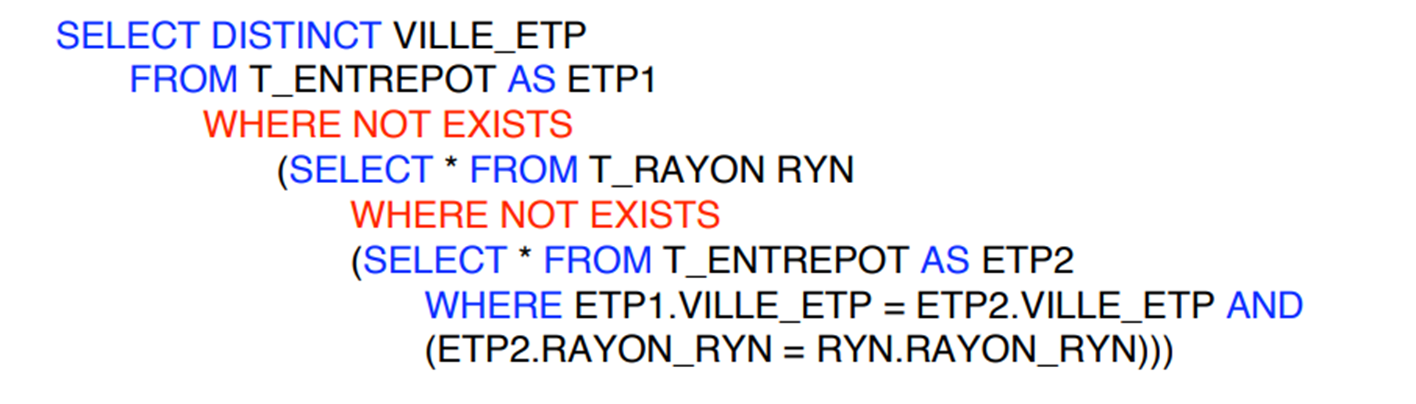 SELECT DISTINCT VILLE_ETP
FROM T_ENTREPOT AS ETP1
WHERE NOT EXISTS
(SELECT * FROM T_RAYON RYN
WHERE NOT EXISTS
(SELECT * FROM T_ENTREPOT AS ETP2
WHERE ETP1.VILLE_ETP = ETP2.VILLE_ETP AND
(ETP2.RAYON_RYN = RYN.RAYON_RYN)))